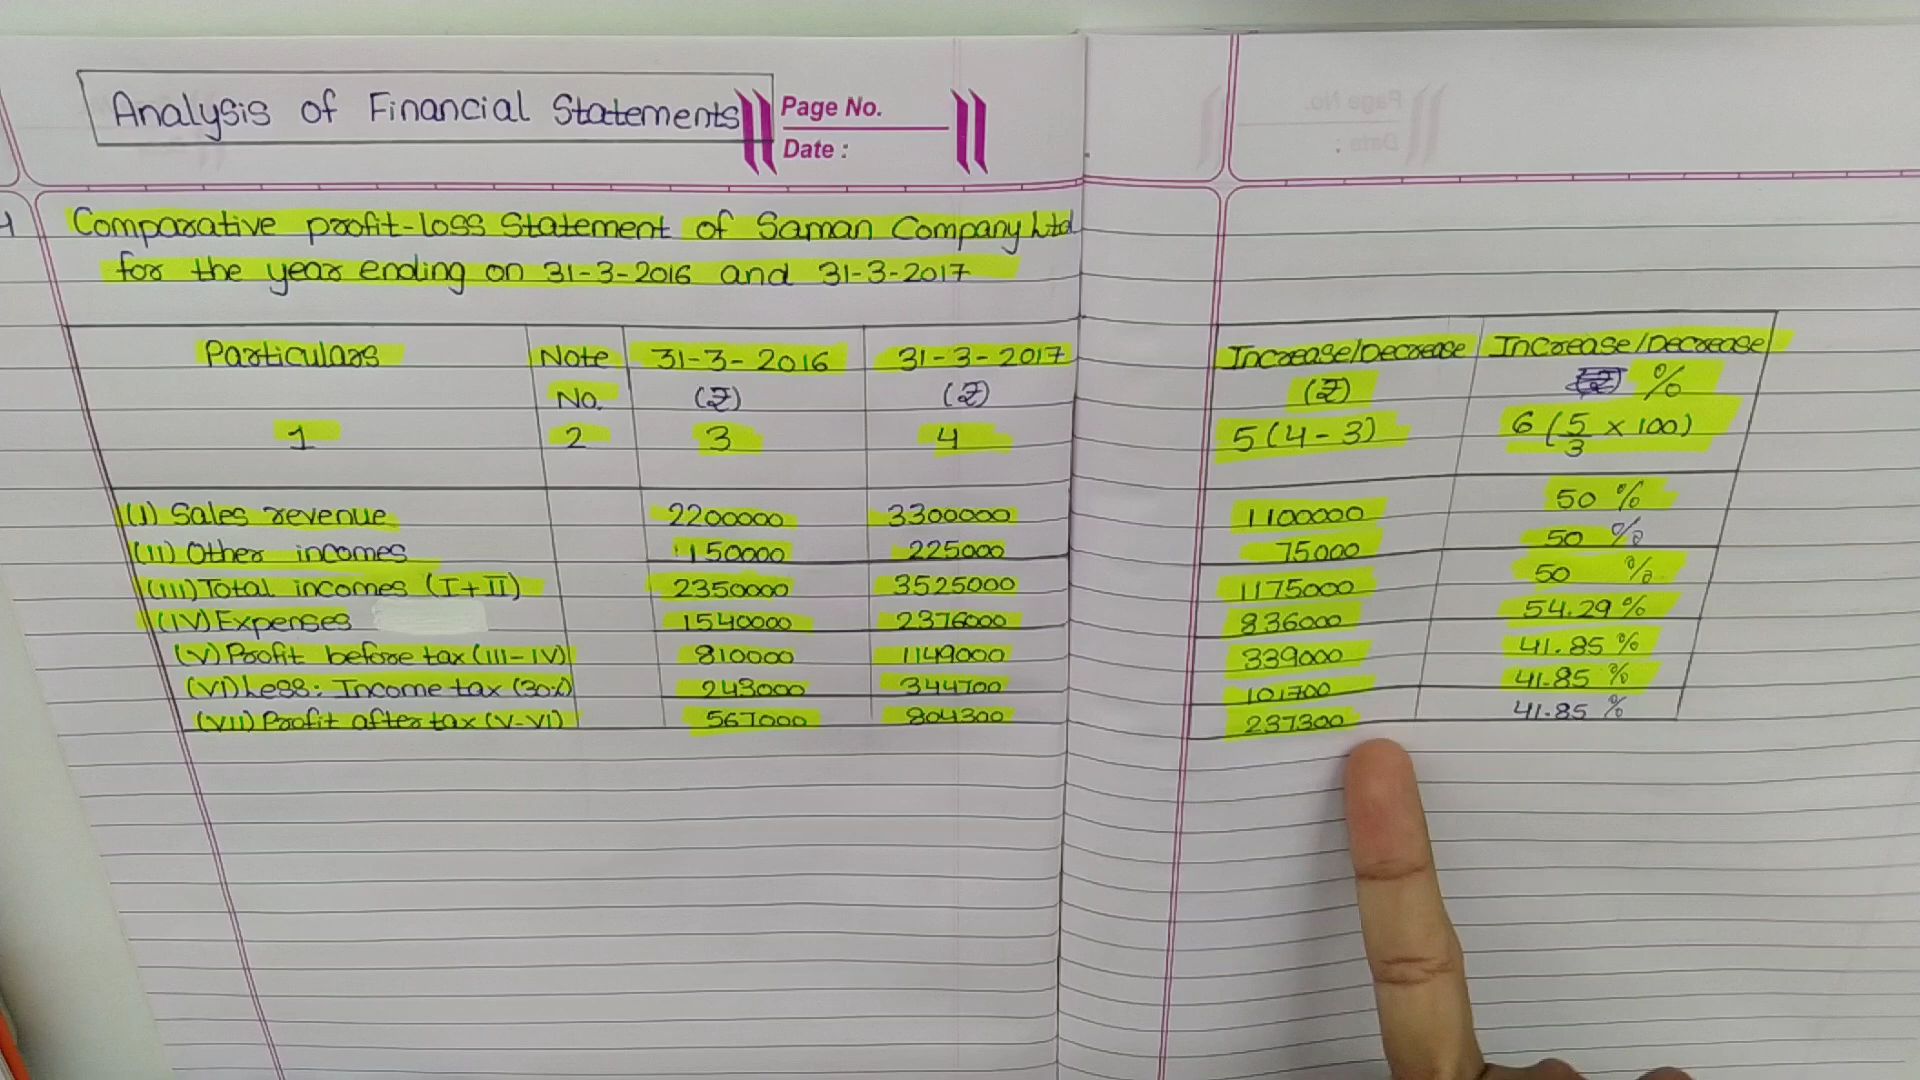 Analysis of Financial Statements
Page No.
Date :
Comparative profit-loss Statement of Saman Company Ltd
for the year ending on 31-3-2016 and 31-3-2017
Particulars Note 31-3-2016 31-3-2017 Increase/Decrease Increase/Decrease
No. (₹) (₹) (₹) %
1 2 3 4 5 (4-3) 6 (5/3 x 100)
(I) Sales revenue 2200000 3300000 1100000 50 %
(II) Other incomes 150000 225000 75000 50 %
(III) Total incomes (I+II) 2350000 3525000 1175000 50 %
(IV) Expenses 1540000 2376000 836000 54.29 %
(V) Profit before tax (III-IV) 810000 1149000 339000 41.85 %
(VI) Less: Income tax (30%) 243000 344700 101700 41.85 %
(VII) Profit after tax (V-VI) 567000 804300 237300 41.85 %